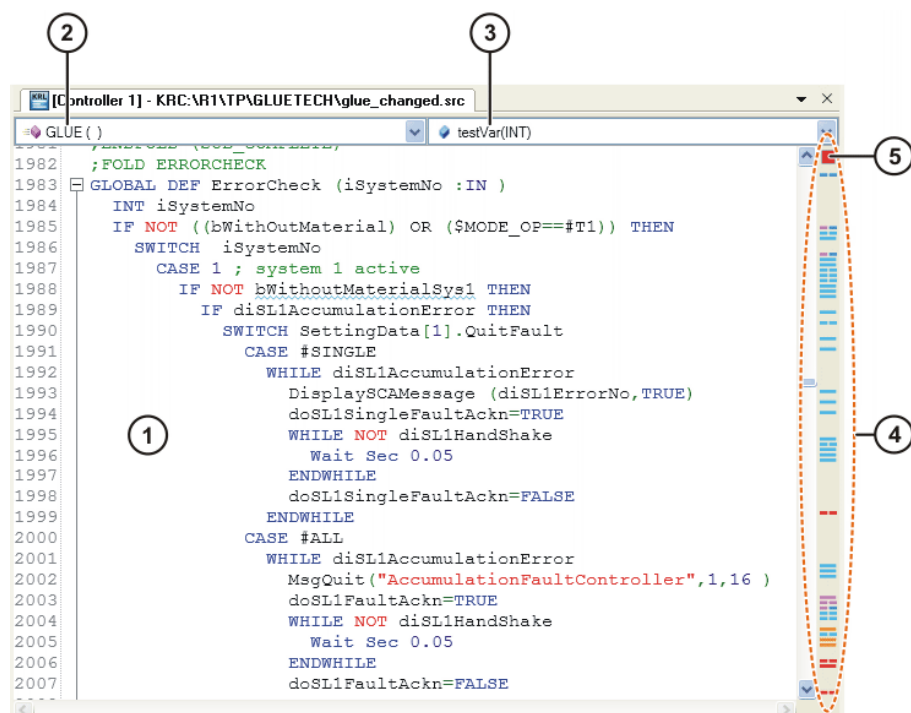 2
3
[Controller 1] - KRC:\R1\TP\GLUETECH\glue_changed.src
GLUE ( )
testVar(INT)
5
1982 ;FOLD ERRORCHECK
1983 GLOBAL DEF ErrorCheck (iSystemNo :IN )
1984 INT iSystemNo
1985 IF NOT ((bWithOutMaterial) OR ($MODE_OP==#T1)) THEN
1986 SWITCH iSystemNo
1987 CASE 1 ; system 1 active
1988 IF NOT bWithoutMaterialSys1 THEN
1989 IF diSL1AccumulationError THEN
1990 SWITCH SettingData[1].QuitFault
1991 CASE #SINGLE
1992 WHILE diSL1AccumulationError
1993 DisplaySCAMessage (diSL1ErrorNo,TRUE)
1994 doSL1SingleFaultAckn=TRUE
1995 WHILE NOT diSL1HandShake
1996 Wait Sec 0.05
1997 ENDWHILE
1998 doSL1SingleFaultAckn=FALSE
1999 ENDWHILE
2000 CASE #ALL
2001 WHILE diSL1AccumulationError
2002 MsgQuit("AccumulationFaultController",1,16 )
2003 doSL1FaultAckn=TRUE
2004 WHILE NOT diSL1HandShake
2005 Wait Sec 0.05
2006 ENDWHILE
2007 doSL1FaultAckn=FALSE
1
4